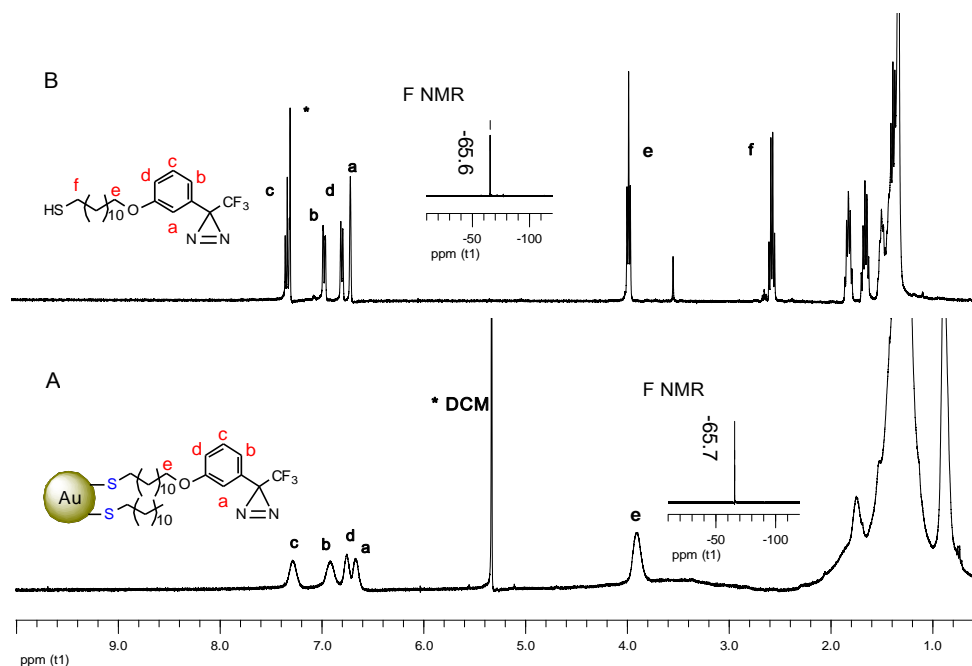 B
*
F NMR
-65.6
-50 -100
ppm (t1)
c
b
d
a
e
f
f
HS
10
e
O
d
c
b
a
CF3
N=N
A
* DCM
F NMR
-65.7
-50 -100
ppm (t1)
c
b
d
a
e
Au
S
10
e
O
d
c
b
a
CF3
N=N
S
10
9.0 8.0 7.0 6.0 5.0 4.0 3.0 2.0 1.0
ppm (t1)